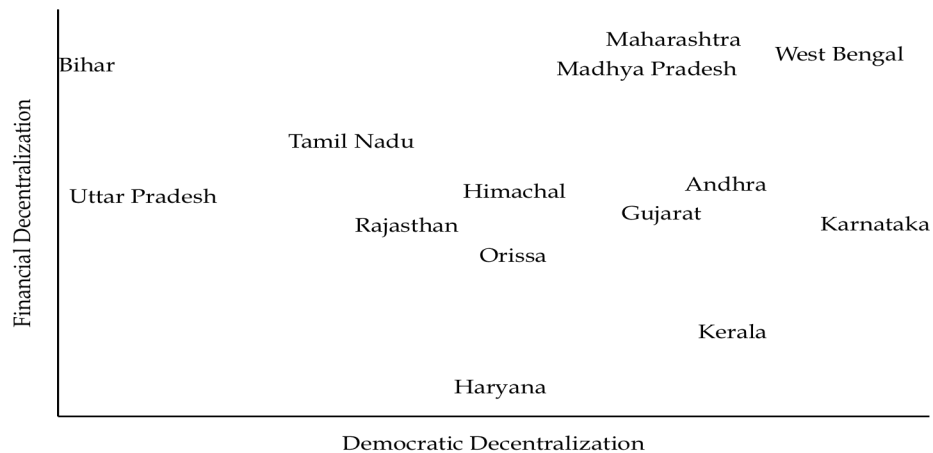 Maharashtra
West Bengal
Bihar
Madhya Pradesh
Tamil Nadu
Financial Decentralization
Uttar Pradesh
Himachal
Andhra
Gujarat
Rajasthan
Karnataka
Orissa
Kerala
Haryana
Democratic Decentralization